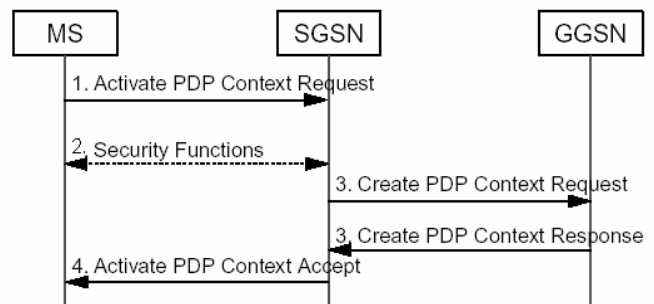 MS
SGSN
GGSN
1. Activate PDP Context Request
2. Security Functions
3. Create PDP Context Request
3. Create PDP Context Response
4. Activate PDP Context Accept